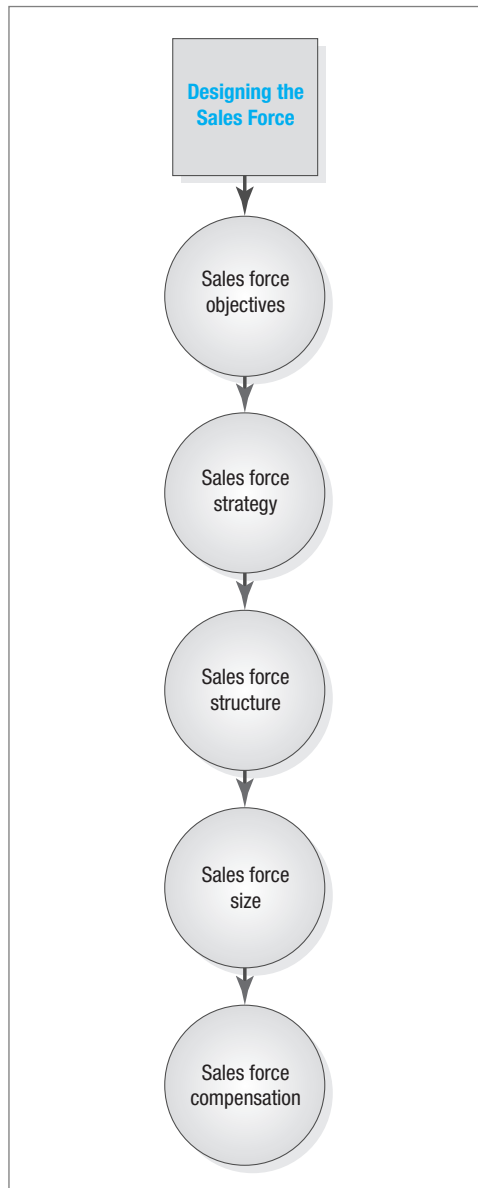 Designing the
Sales Force
Sales force
objectives
Sales force
strategy
Sales force
structure
Sales force
size
Sales force
compensation